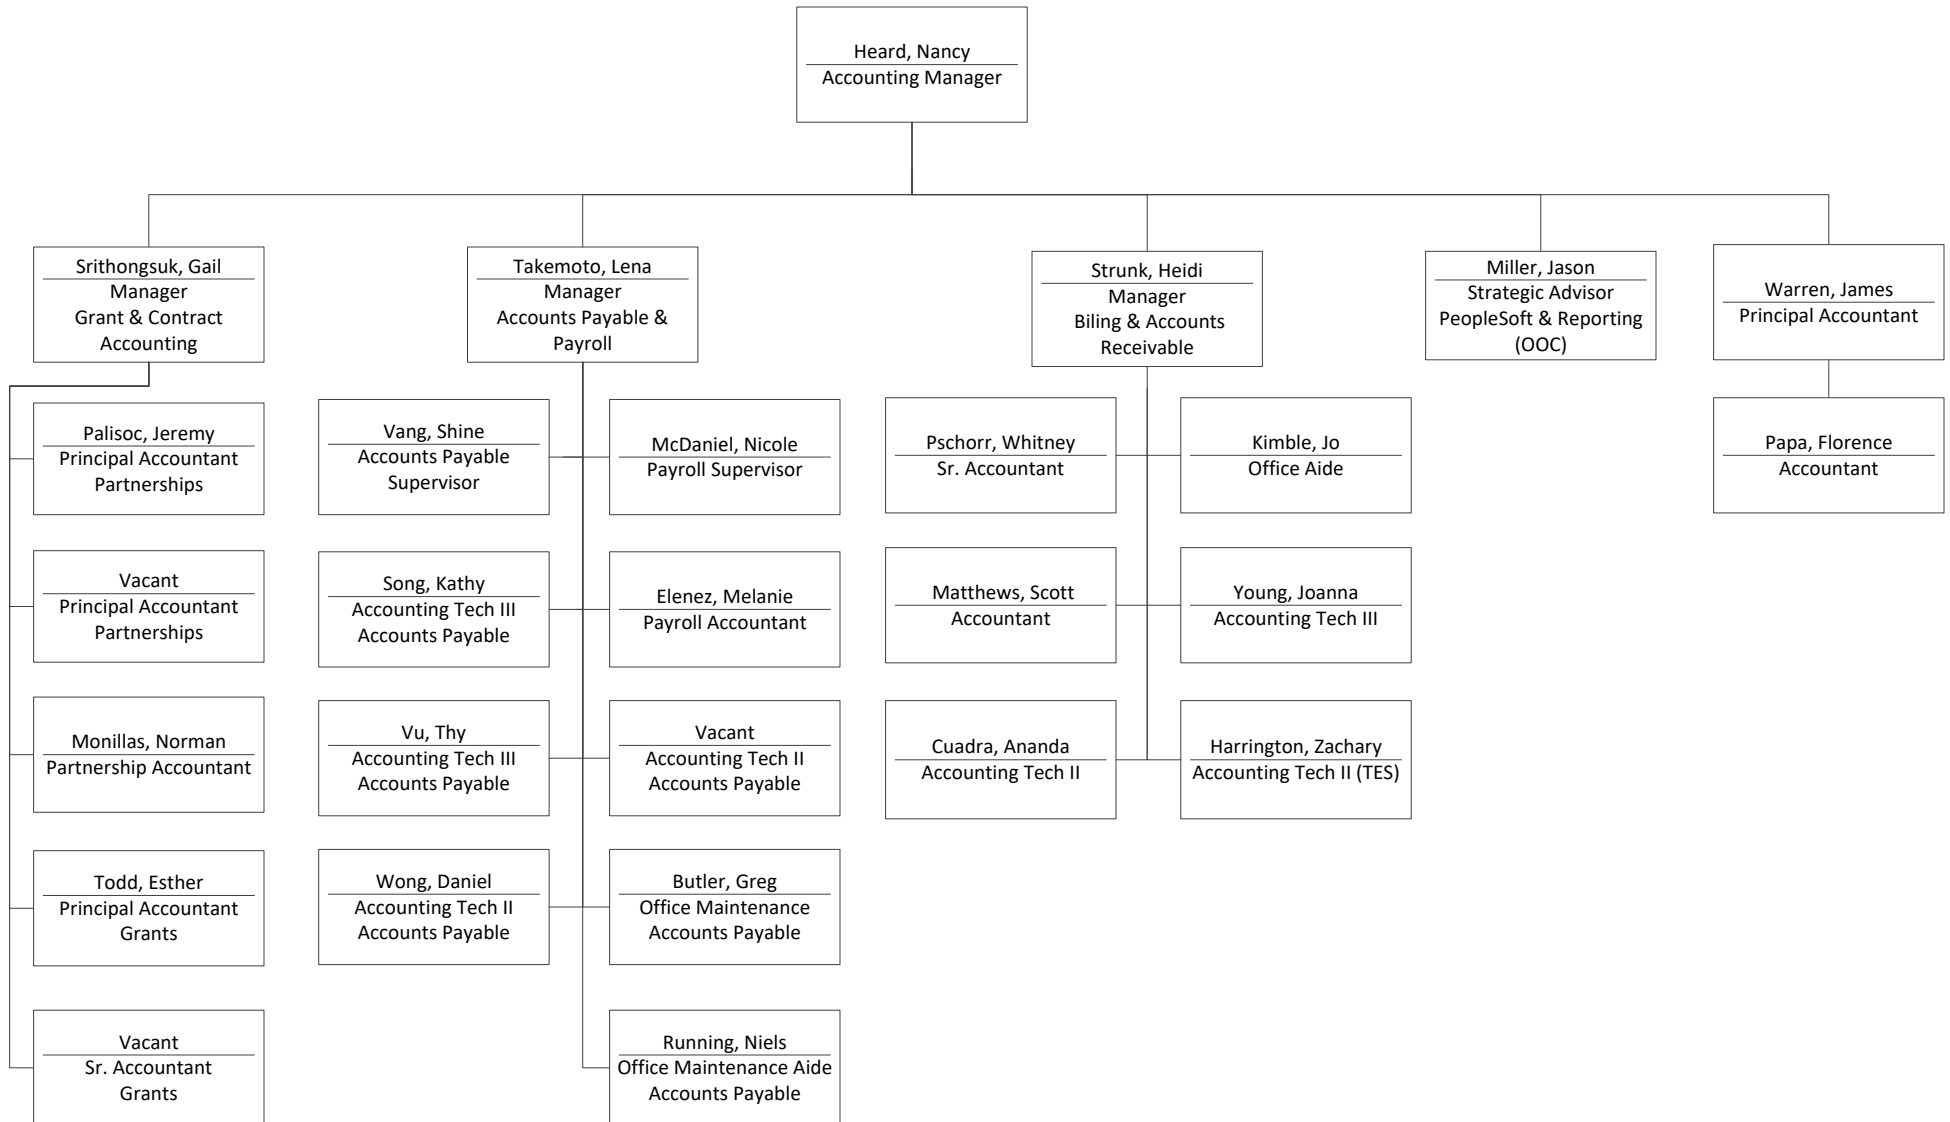 Heard, Nancy
Accounting Manager
Srithongsuk, Gail
Manager
Grant & Contract
Accounting
Takemoto, Lena
Manager
Accounts Payable &
Payroll
Strunk, Heidi
Manager
Biling & Accounts
Receivable
Miller, Jason
Strategic Advisor
PeopleSoft & Reporting
(OOC)
Warren, James
Principal Accountant
Palisoc, Jeremy
Principal Accountant
Partnerships
Vang, Shine
Accounts Payable
Supervisor
McDaniel, Nicole
Payroll Supervisor
Pschorr, Whitney
Sr. Accountant
Kimble, Jo
Office Aide
Papa, Florence
Accountant
Vacant
Principal Accountant
Partnerships
Song, Kathy
Accounting Tech III
Accounts Payable
Elenez, Melanie
Payroll Accountant
Matthews, Scott
Accountant
Young, Joanna
Accounting Tech III
Monillas, Norman
Partnership Accountant
Vu, Thy
Accounting Tech III
Accounts Payable
Vacant
Accounting Tech II
Accounts Payable
Cuadra, Ananda
Accounting Tech II
Harrington, Zachary
Accounting Tech II (TES)
Todd, Esther
Principal Accountant
Grants
Wong, Daniel
Accounting Tech II
Accounts Payable
Butler, Greg
Office Maintenance
Accounts Payable
Vacant
Sr. Accountant
Grants
Running, Niels
Office Maintenance Aide
Accounts Payable